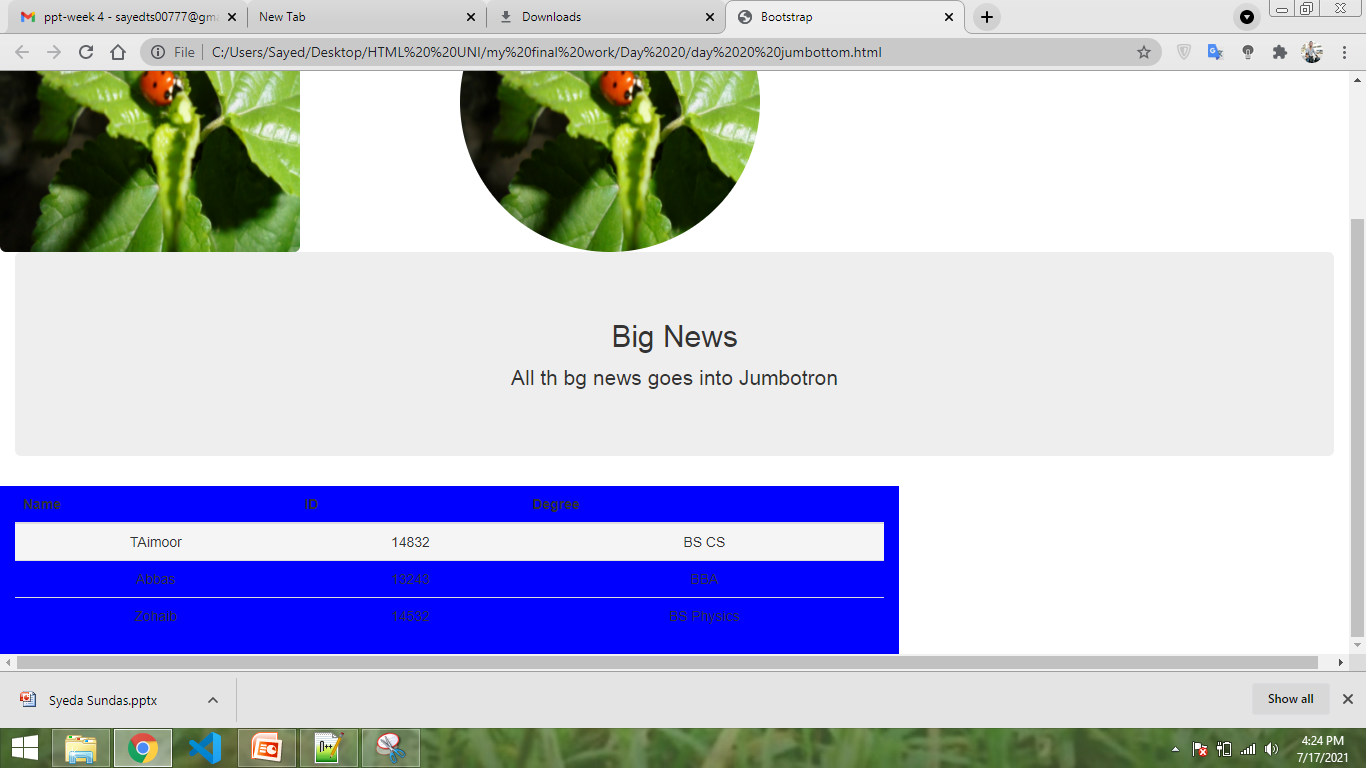 ppt-week 4 - sayedts00777@gma
New Tab
Downloads
Bootstrap
File
C:/Users/Sayed/Desktop/HTML%20%20UNI/my%20final%20work/Day%2020/day%2020%20jumbottom.html
Big News
All th bg news goes into Jumbotron
Name ID Degree
TAimoor 14832 BS CS
Abbas 13243 BBA
Zohaib 14532 BS Physics
Syeda Sundas.pptx
Show all
4:24 PM
7/17/2021